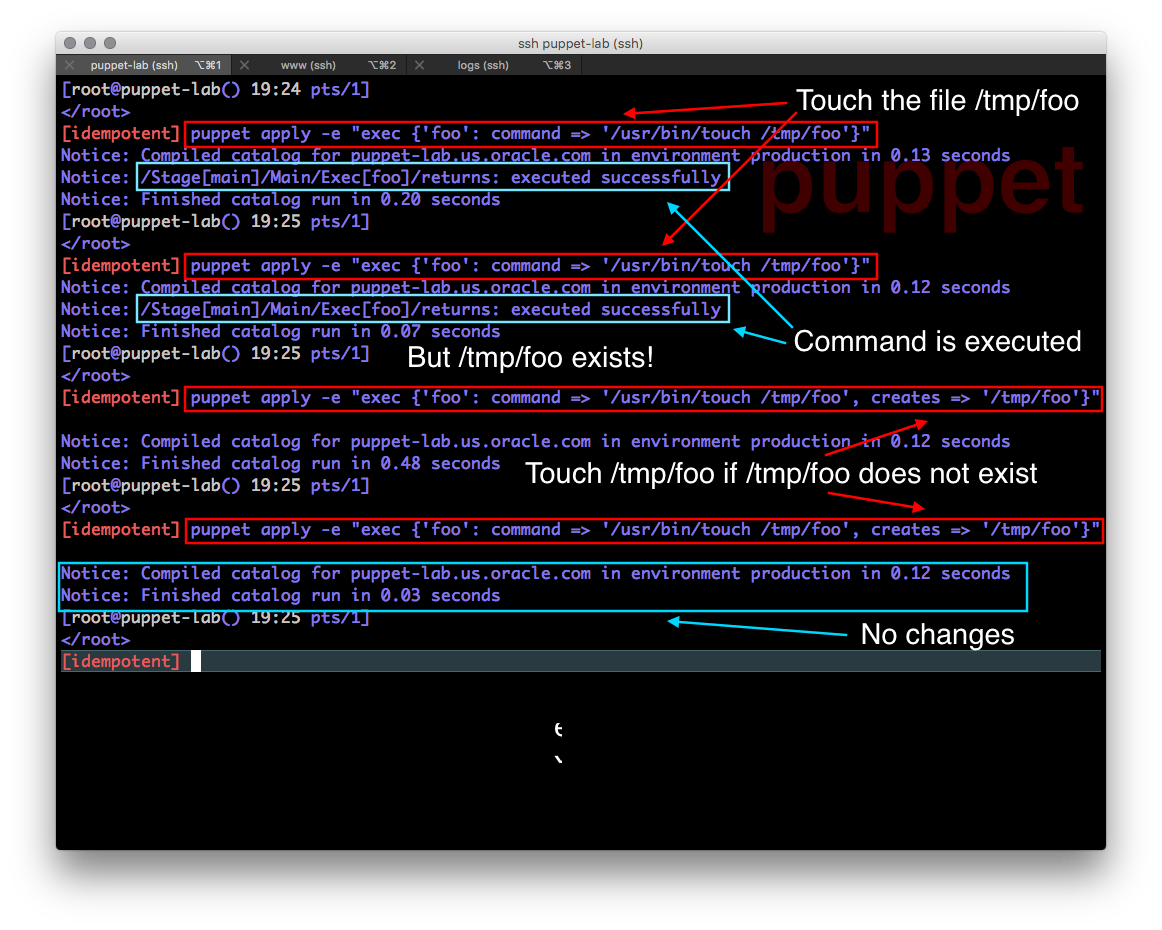 ssh puppet-lab (ssh)
puppet-lab (ssh) ⌥⌘1 www (ssh) ⌥⌘2 logs (ssh) ⌥⌘3
[root@puppet-lab() 19:24 pts/1]
Touch the file /tmp/foo
</root>
[idempotent] puppet apply -e "exec {'foo': command => '/usr/bin/touch /tmp/foo'}"
Notice: Compiled catalog for puppet-lab.us.oracle.com in environment production in 0.13 seconds
Notice: /Stage[main]/Main/Exec[foo]/returns: executed successfully
puppet
Notice: Finished catalog run in 0.20 seconds
[root@puppet-lab() 19:25 pts/1]
</root>
[idempotent] puppet apply -e "exec {'foo': command => '/usr/bin/touch /tmp/foo'}"
Notice: Compiled catalog for puppet-lab.us.oracle.com in environment production in 0.12 seconds
Notice: /Stage[main]/Main/Exec[foo]/returns: executed successfully
Notice: Finished catalog run in 0.07 seconds
Command is executed
[root@puppet-lab() 19:25 pts/1]
But /tmp/foo exists!
</root>
[idempotent] puppet apply -e "exec {'foo': command => '/usr/bin/touch /tmp/foo', creates => '/tmp/foo'}"
Notice: Compiled catalog for puppet-lab.us.oracle.com in environment production in 0.12 seconds
Notice: Finished catalog run in 0.48 seconds
Touch /tmp/foo if /tmp/foo does not exist
[root@puppet-lab() 19:25 pts/1]
</root>
[idempotent] puppet apply -e "exec {'foo': command => '/usr/bin/touch /tmp/foo', creates => '/tmp/foo'}"
Notice: Compiled catalog for puppet-lab.us.oracle.com in environment production in 0.12 seconds
Notice: Finished catalog run in 0.03 seconds
[root@puppet-lab() 19:25 pts/1]
No changes
</root>
[idempotent]